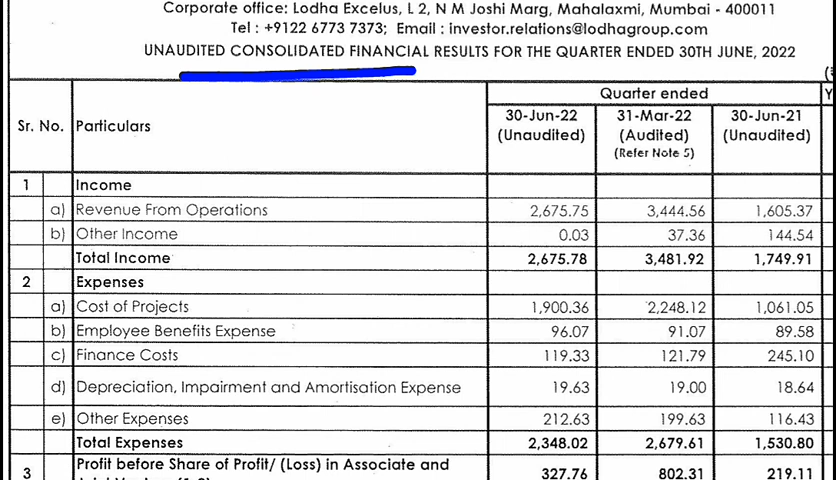 Corporate office: Lodha Excelus, L 2, N M Joshi Marg, Mahalaxmi, Mumbai - 400011
Tel : +9122 6773 7373; Email : investor.relations@lodhagroup.com
UNAUDITED CONSOLIDATED FINANCIAL RESULTS FOR THE QUARTER ENDED 30TH JUNE, 2022
(₹
Sr. No. Particulars Quarter ended Y
30-Jun-22 31-Mar-22 30-Jun-21
(Unaudited) (Audited) (Unaudited)
(Refer Note 5)
1 Income
a) Revenue From Operations 2,675.75 3,444.56 1,605.37
b) Other Income 0.03 37.36 144.54
Total Income 2,675.78 3,481.92 1,749.91
2 Expenses
a) Cost of Projects 1,900.36 2,248.12 1,061.05
b) Employee Benefits Expense 96.07 91.07 89.58
c) Finance Costs 119.33 121.79 245.10
d) Depreciation, Impairment and Amortisation Expense 19.63 19.00 18.64
e) Other Expenses 212.63 199.63 116.43
Total Expenses 2,348.02 2,679.61 1,530.80
3 Profit before Share of Profit/ (Loss) in Associate and 327.76 802.31 219.11